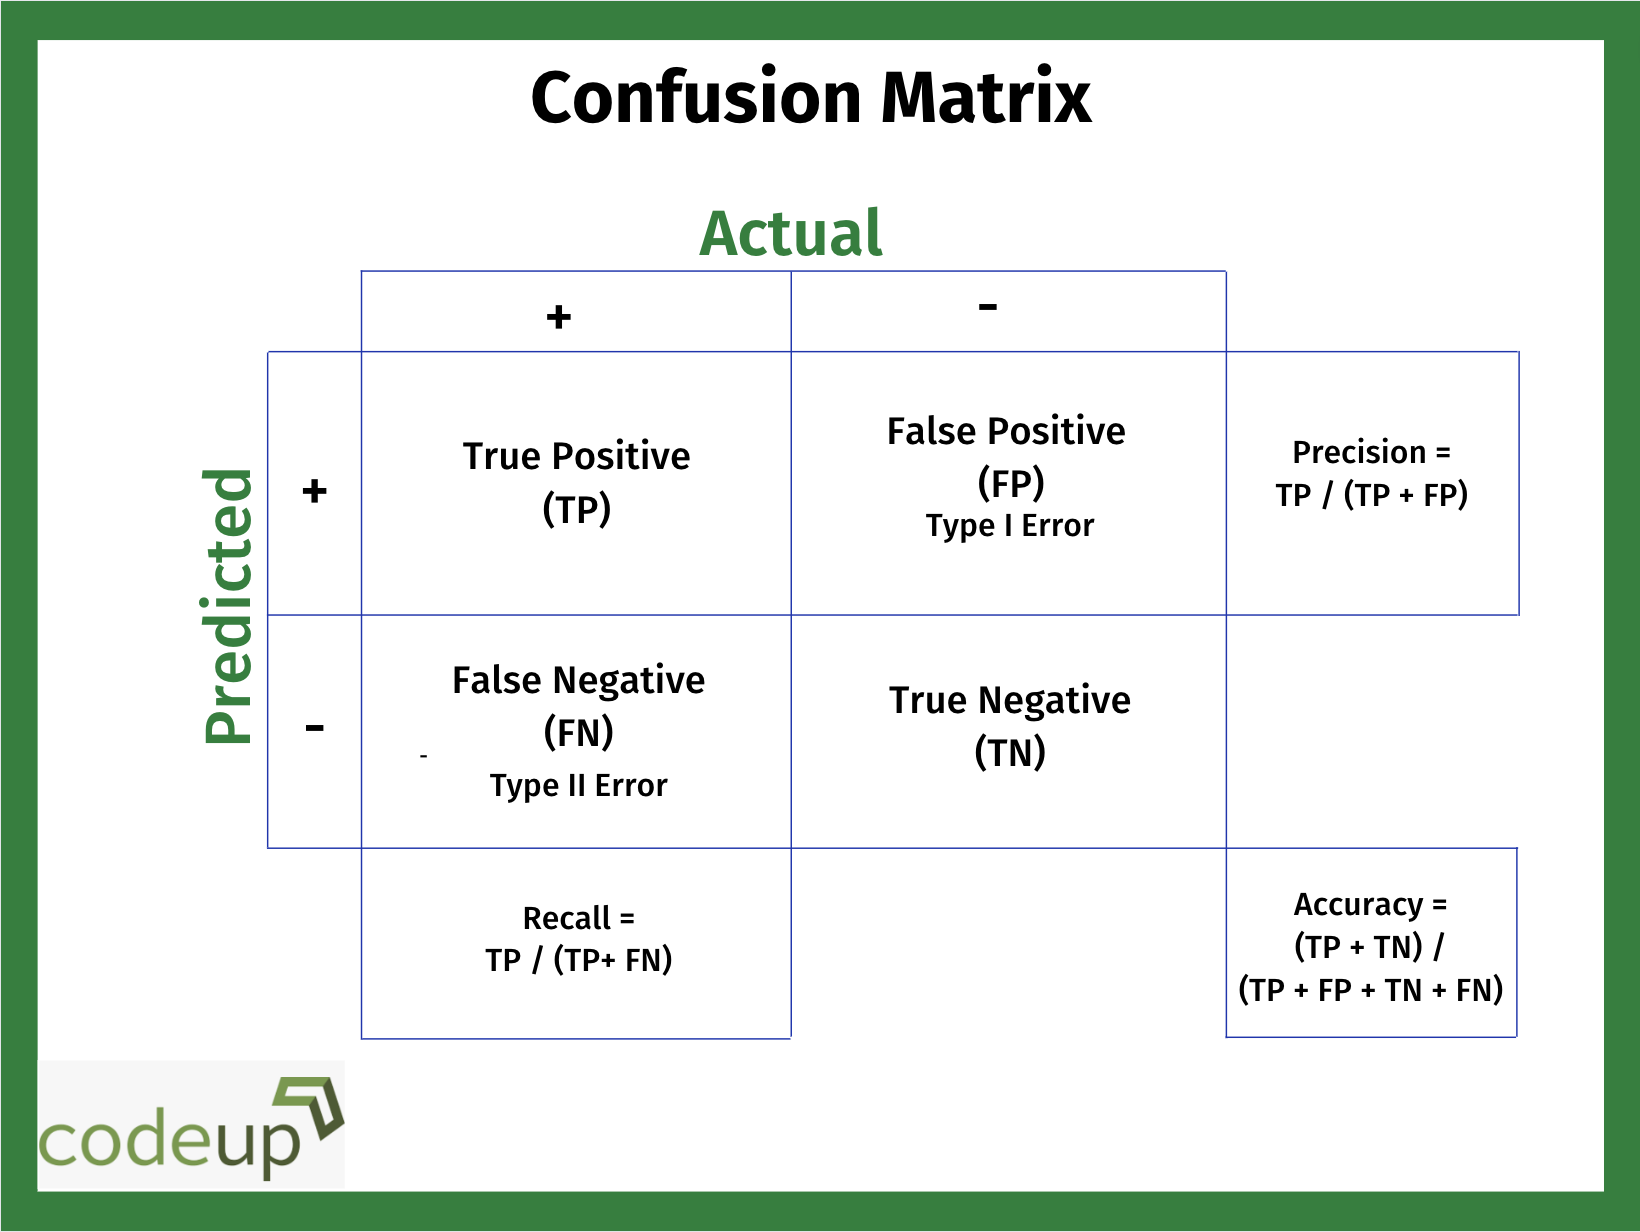 Confusion Matrix
Actual
+ -
Predicted
+
True Positive
(TP)
False Positive
(FP)
Type I Error
Precision =
TP / (TP + FP)
-
False Negative
(FN)
-
Type II Error
True Negative
(TN)
Recall =
TP / (TP+ FN)
Accuracy =
(TP + TN) /
(TP + FP + TN + FN)
codeup